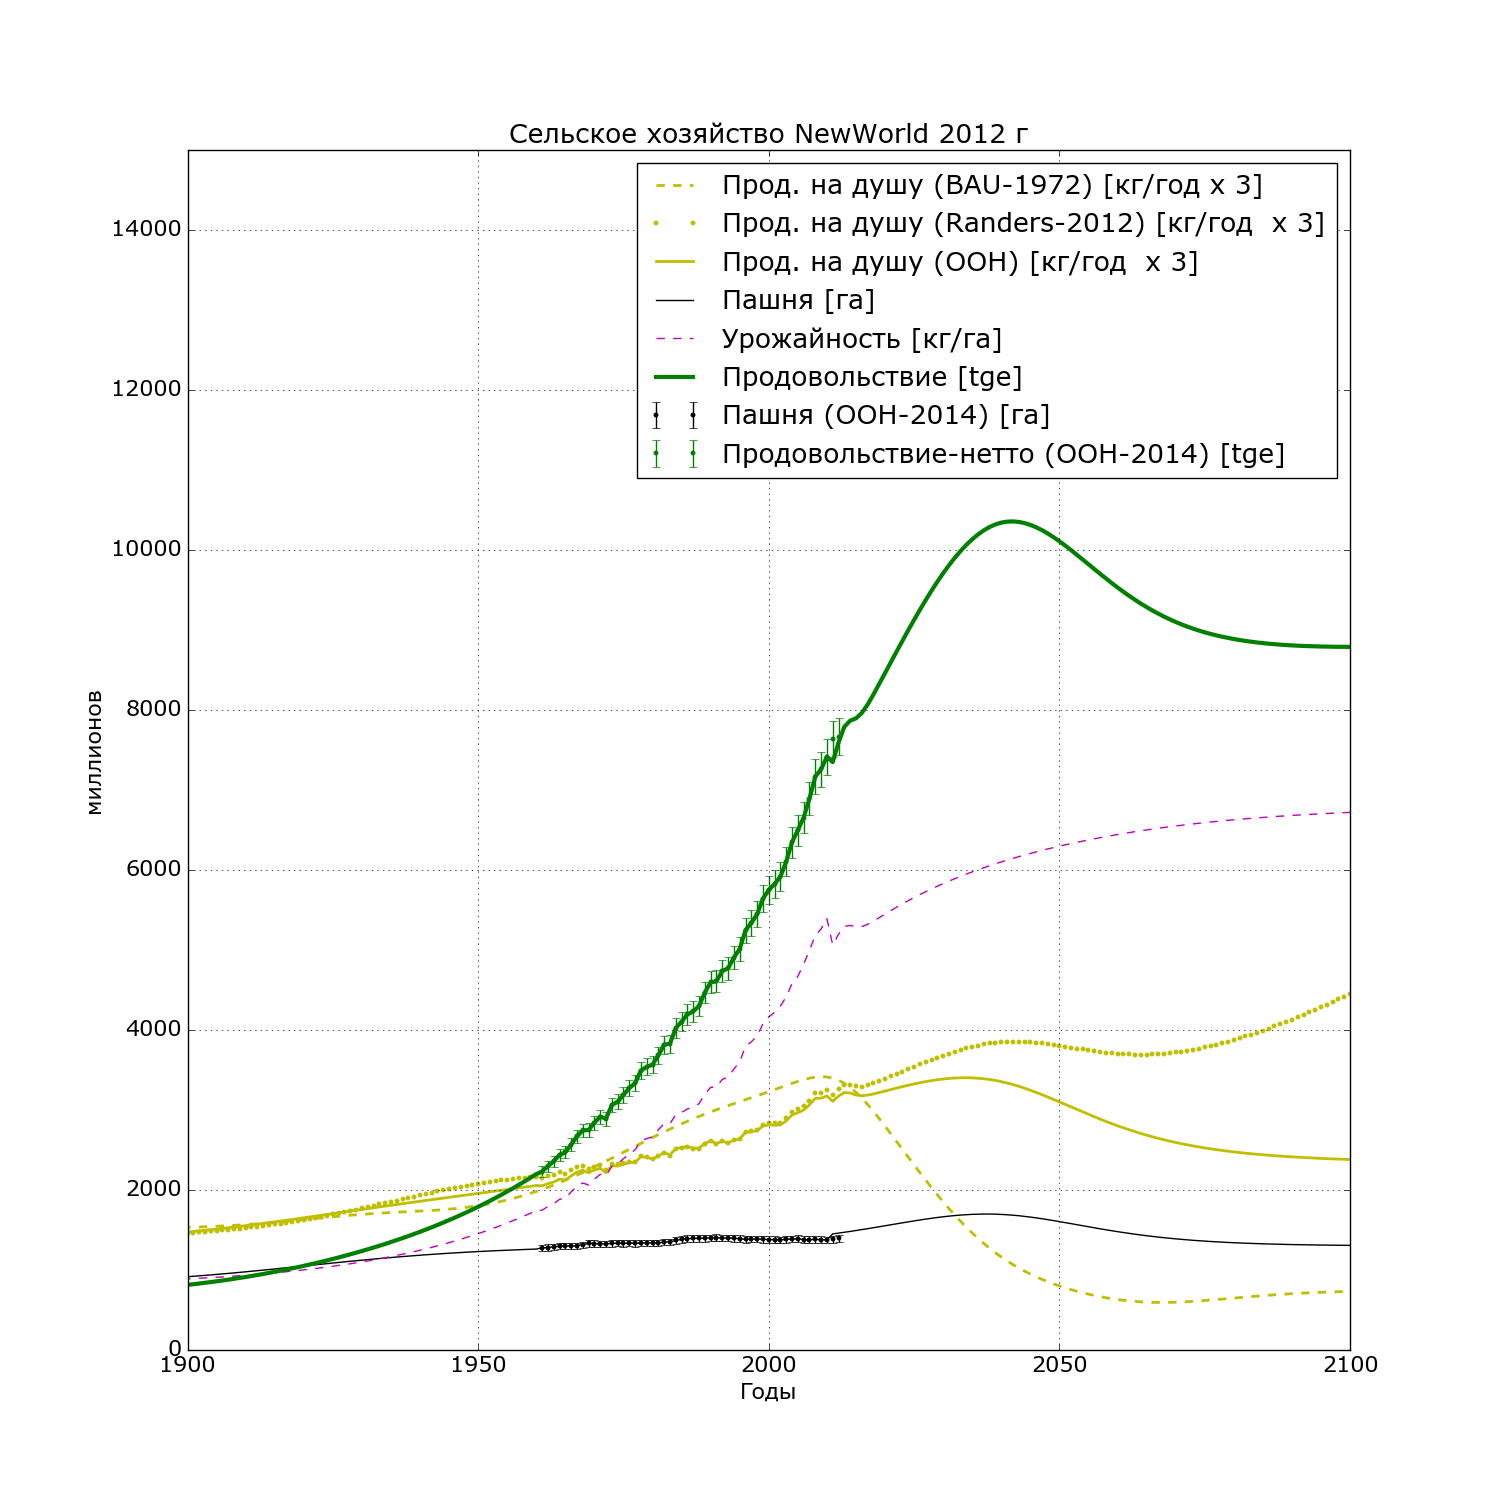 Сельское хозяйство NewWorld 2012 г
Прод. на душу (BAU-1972) [кг/год x 3]
Прод. на душу (Randers-2012) [кг/год  x 3]
Прод. на душу (ООН) [кг/год  x 3]
Пашня [га]
Урожайность [кг/га]
Продовольствие [tge]
Пашня (ООН-2014) [га]
Продовольствие-нетто (ООН-2014) [tge]
14000
12000
10000
8000
6000
4000
2000
0
миллионов
1900 1950 2000 2050 2100
Годы